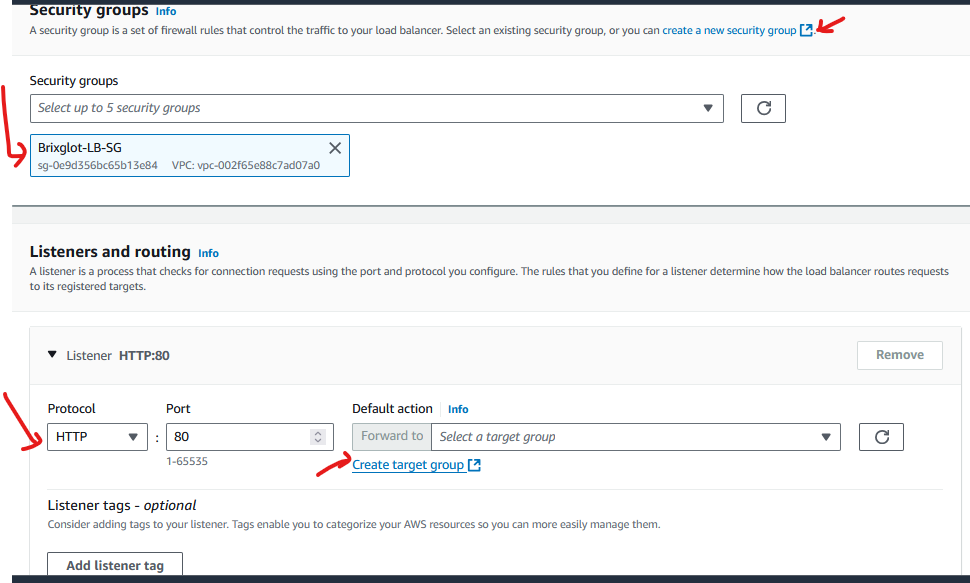 Security groups Info
A security group is a set of firewall rules that control the traffic to your load balancer. Select an existing security group, or you can create a new security group
Security groups
Select up to 5 security groups
Brixglot-LB-SG
sg-0e9d356bc65b13e84 VPC: vpc-002f65e88c7ad07a0
Listeners and routing Info
A listener is a process that checks for connection requests using the port and protocol you configure. The rules that you define for a listener determine how the load balancer routes requests
to its registered targets.
Listener HTTP:80
Remove
Protocol Port Default action Info
HTTP : 80 Forward to Select a target group
1-65535 Create target group
Listener tags - optional
Consider adding tags to your listener. Tags enable you to categorize your AWS resources so you can more easily manage them.
Add listener tag